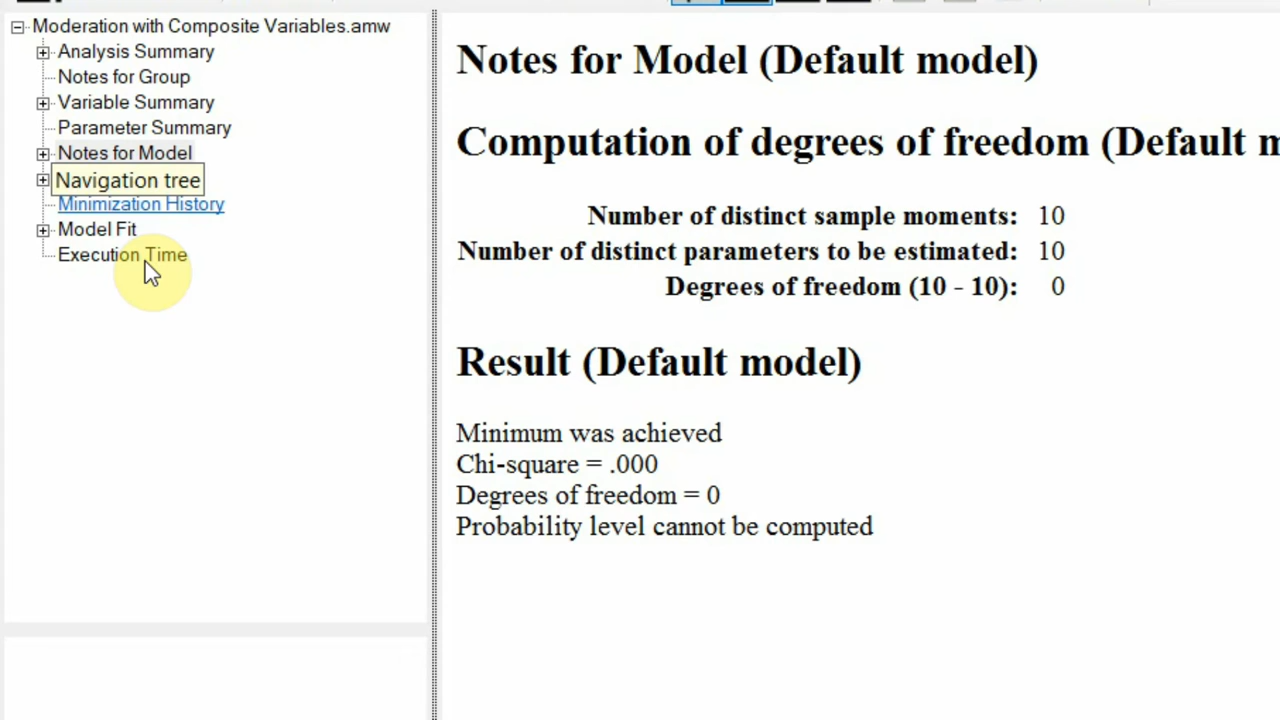 Moderation with Composite Variables.amw
Analysis Summary
Notes for Group
Variable Summary
Parameter Summary
Notes for Model
Navigation tree
Minimization History
Model Fit
Execution Time
Notes for Model (Default model)
Computation of degrees of freedom (Default m
Number of distinct sample moments: 10
Number of distinct parameters to be estimated: 10
Degrees of freedom (10 - 10): 0
Result (Default model)
Minimum was achieved
Chi-square = .000
Degrees of freedom = 0
Probability level cannot be computed